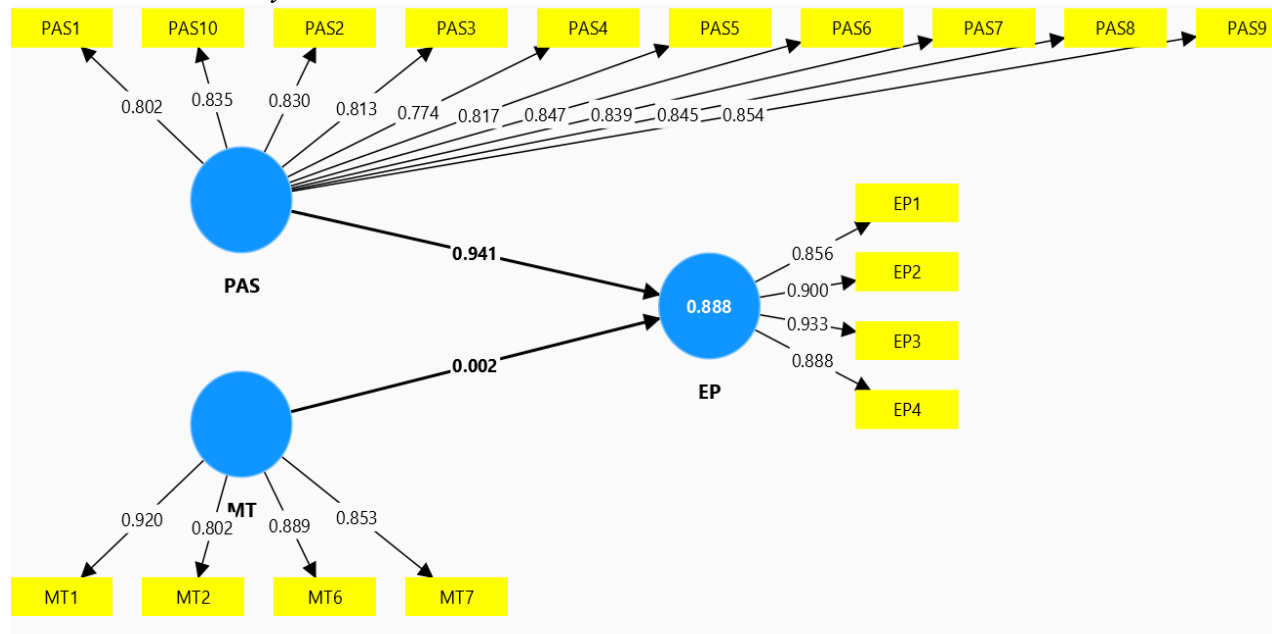 PAS1 PAS10 PAS2 PAS3 PAS4 PAS5 PAS6 PAS7 PAS8 PAS9
0.802 0.835 0.830 0.813 0.774 0.817 0.847 0.839 0.845 0.854
PAS
0.941
EP1
0.856
EP2
0.900
0.888
0.933
EP3
0.888
EP
EP4
0.002
MT
0.920 0.802 0.889 0.853
MT1 MT2 MT6 MT7